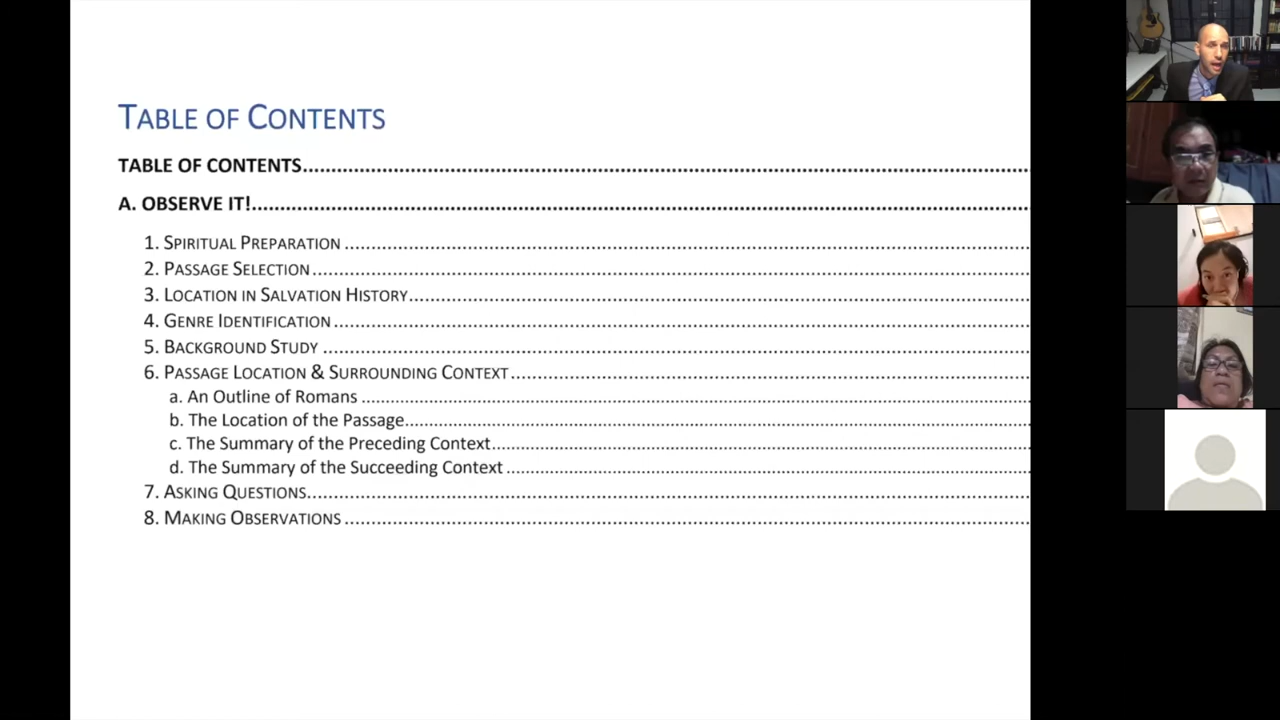 TABLE OF CONTENTS
TABLE OF CONTENTS
A. OBSERVE IT!
1. SPIRITUAL PREPARATION
2. PASSAGE SELECTION
3. LOCATION IN SALVATION HISTORY
4. GENRE IDENTIFICATION
5. BACKGROUND STUDY
6. PASSAGE LOCATION & SURROUNDING CONTEXT
a. An Outline of Romans
b. The Location of the Passage
c. The Summary of the Preceding Context
d. The Summary of the Succeeding Context
7. ASKING QUESTIONS
8. MAKING OBSERVATIONS